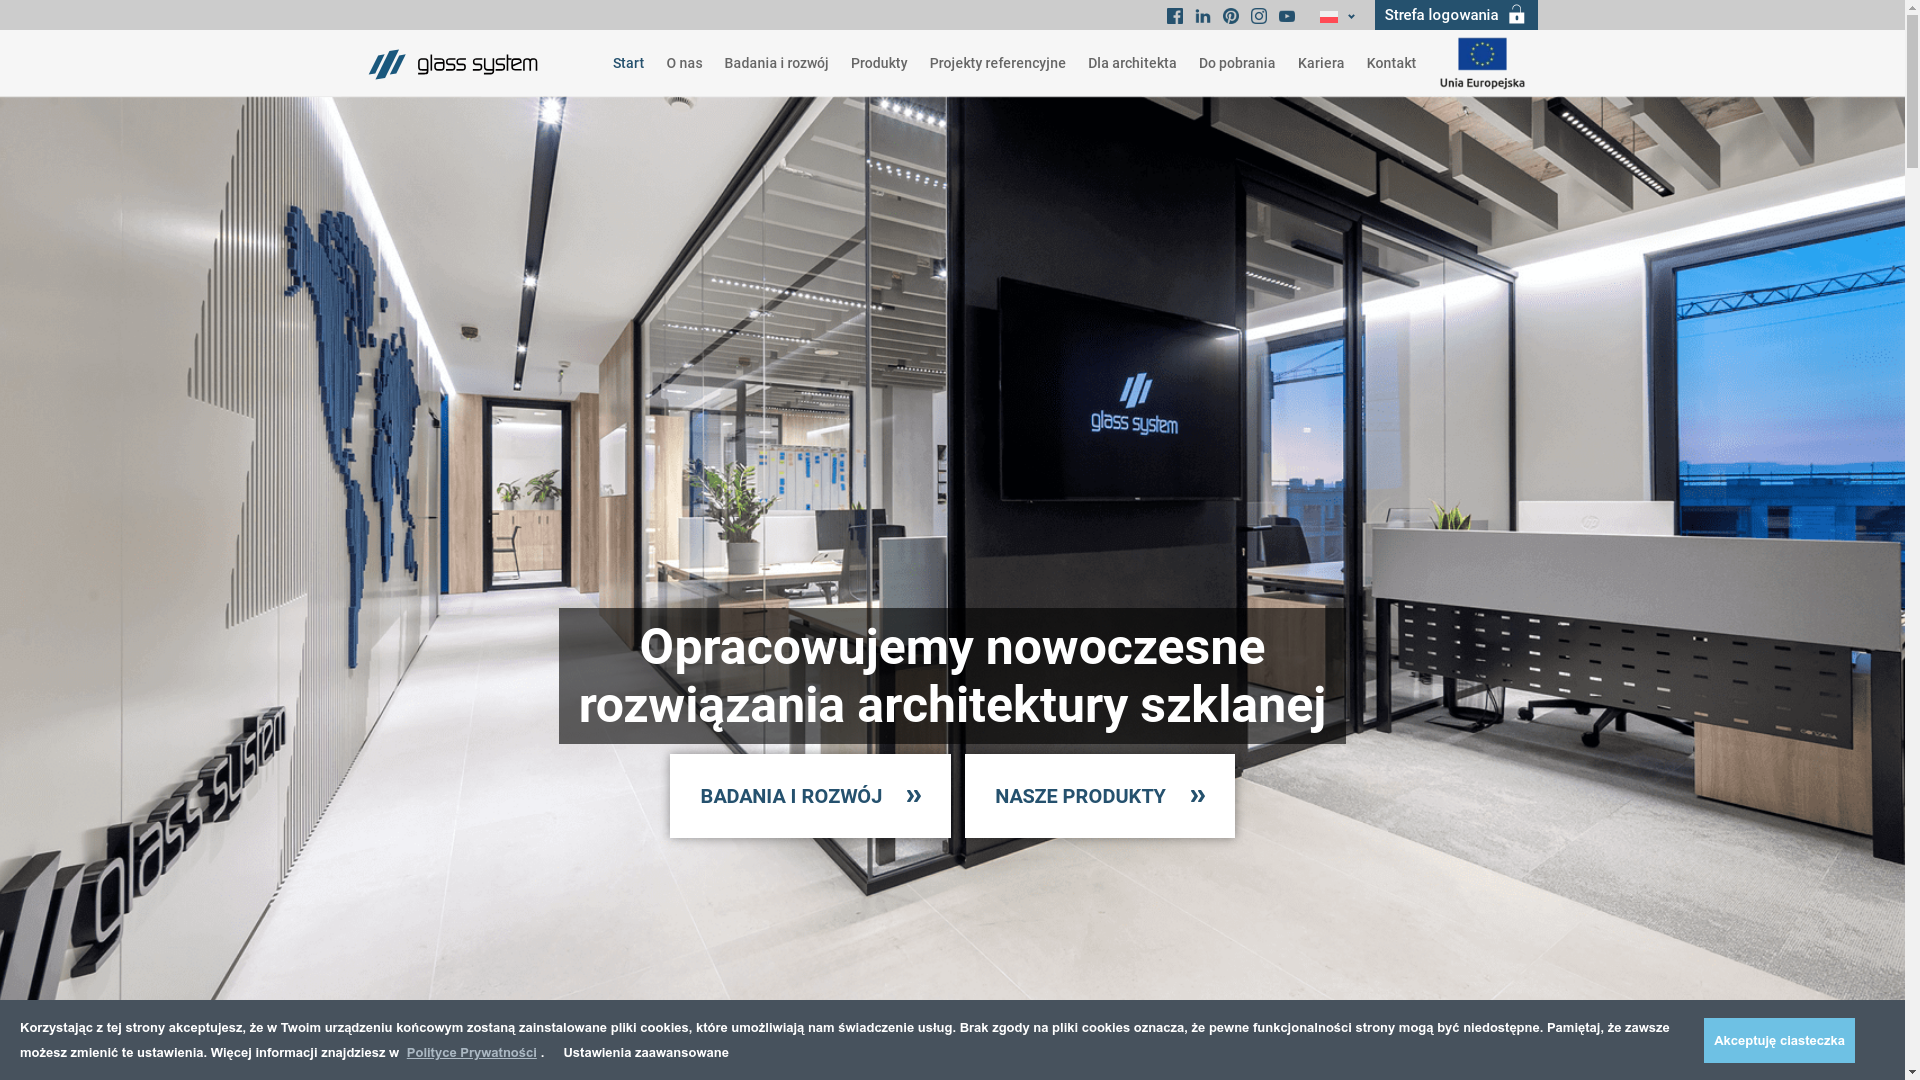 Strefa logowania
glass system
Start
O nas
Badania i rozwój
Produkty
Projekty referencyjne
Dla architekta
Do pobrania
Kariera
Kontakt
Unia Europejska
glass system
glass system
Opracowujemy nowoczesne
rozwiązania architektury szklanej
BADANIA I ROZWÓJ »
NASZE PRODUKTY »
Korzystając z tej strony akceptujesz, że w Twoim urządzeniu końcowym zostaną zainstalowane pliki cookies, które umożliwiają nam świadczenie usług. Brak zgody na pliki cookies oznacza, że pewne funkcjonalności strony mogą być niedostępne. Pamiętaj, że zawsze
możesz zmienić te ustawienia. Więcej informacji znajdziesz w Polityce Prywatności . Ustawienia zaawansowane
Akceptuję ciasteczka